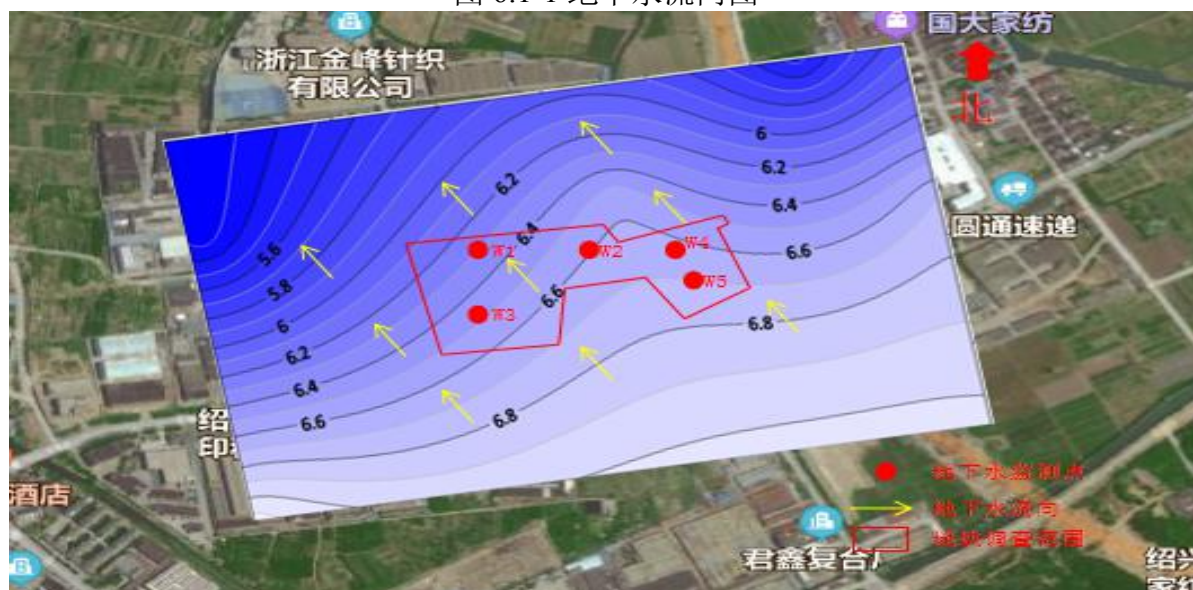 图 6.1-1 地下水流向图
国大家纺
浙江金峰针织
有限公司
北
6
6.2
6.2
6.4
圆通速递
6.4
W1
W2
W4
6.6
5.6
W5
5.8
6.6
W3
6
6.8
6.2
6.4
绍
6.6
6.8
印
地下水监测点
酒店
地下水流向
君鑫复合厂
地块调查范围
绍兴
家纺